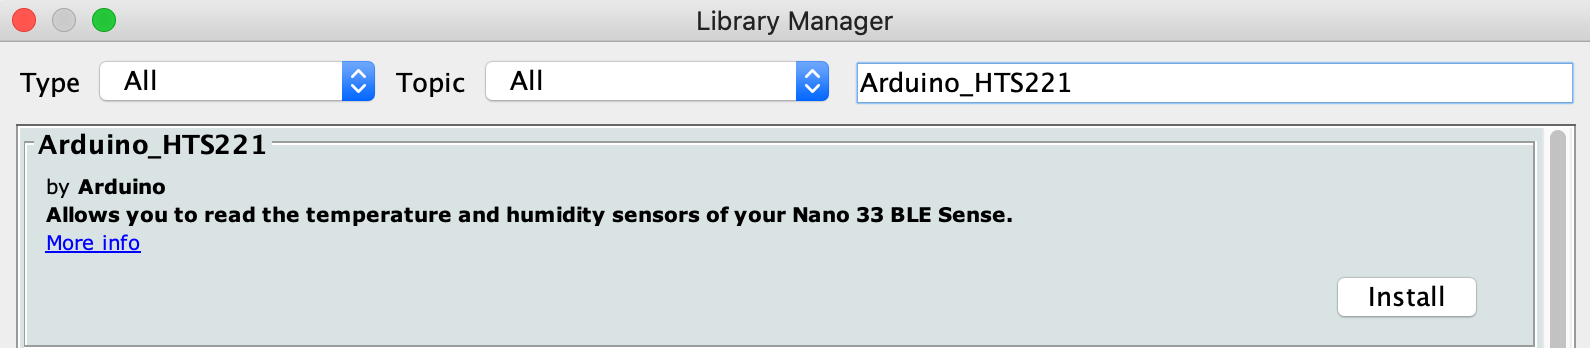 Library Manager
Type All Topic All Arduino_HTS221
Arduino_HTS221
by Arduino
Allows you to read the temperature and humidity sensors of your Nano 33 BLE Sense.
More info
Install